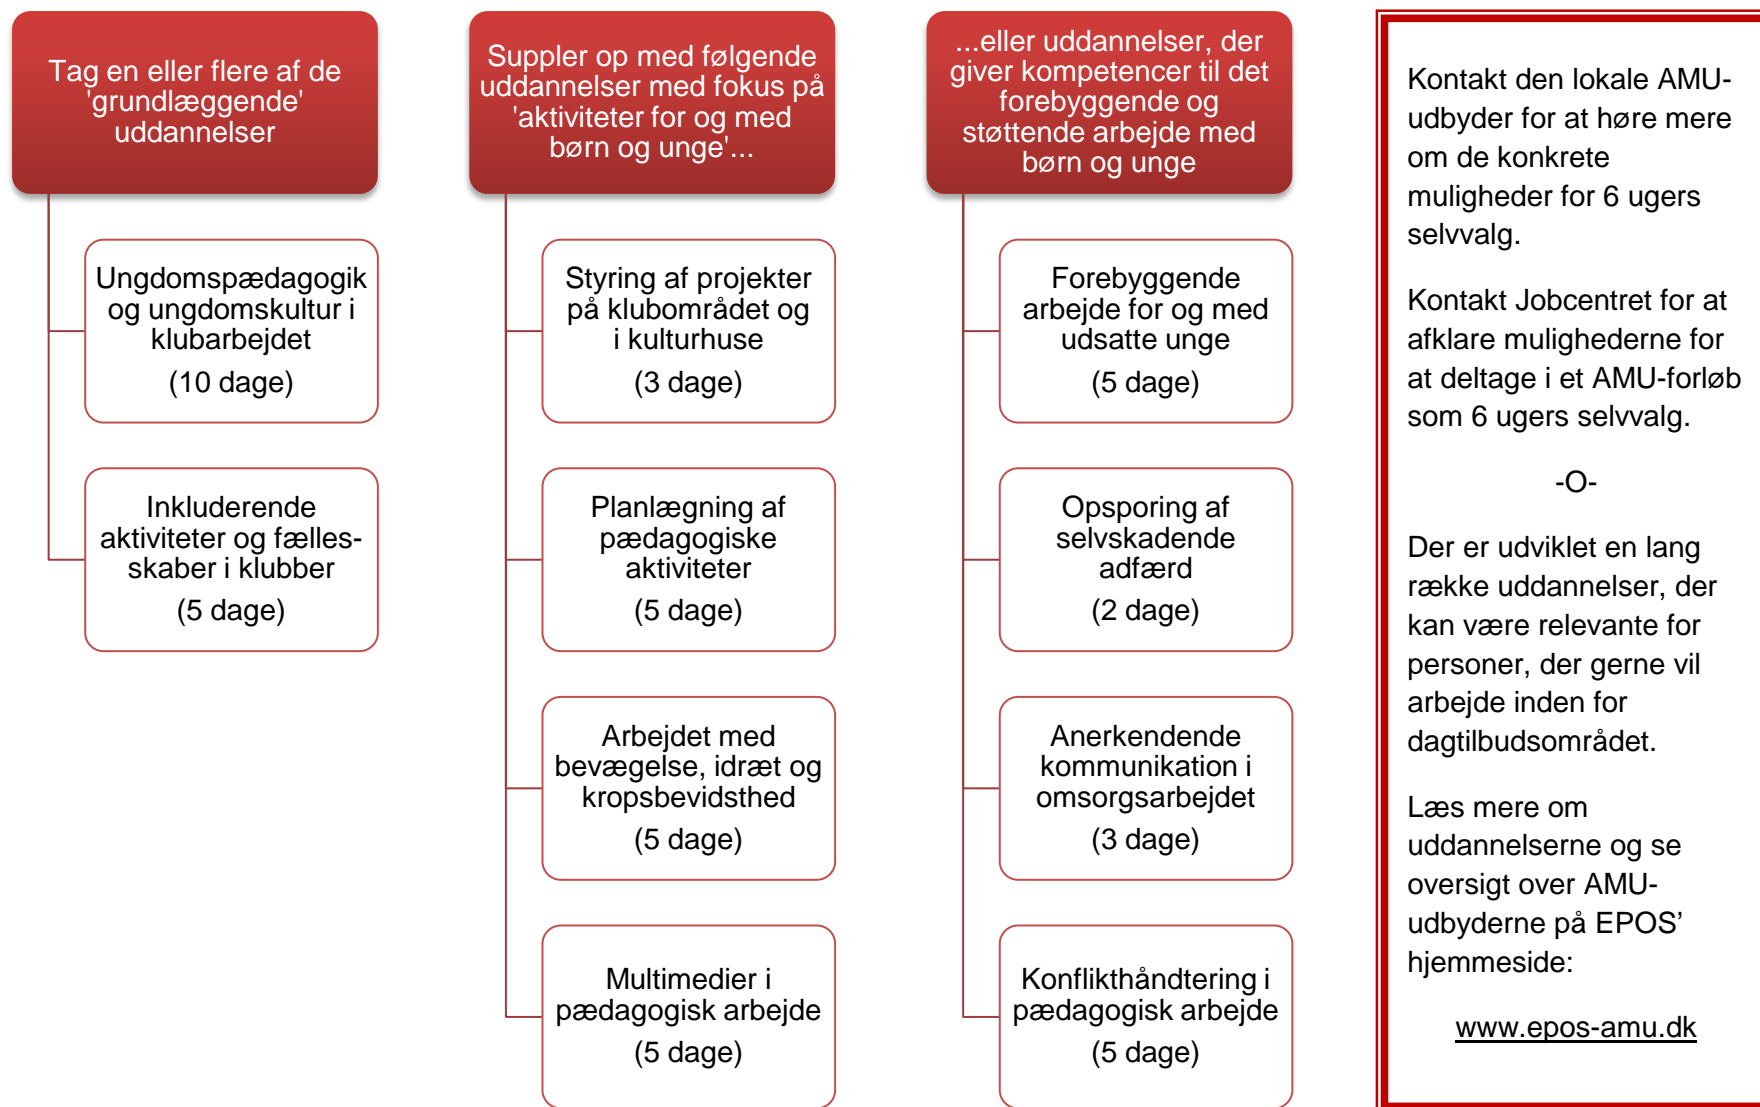 Tag en eller flere af de
'grundlæggende'
uddannelser
Ungdomspædagogik
og ungdomskultur i
klubarbejdet
(10 dage)
Inkluderende
aktiviteter og fælles-
skaber i klubber
(5 dage)
Suppler op med følgende
uddannelser med fokus på
'aktiviteter for og med
børn og unge'...
Styring af projekter
på klubområdet og
i kulturhuse
(3 dage)
Planlægning af
pædagogiske
aktiviteter
(5 dage)
Arbejdet med
bevægelse, idræt og
kropsbevidsthed
(5 dage)
Multimedier i
pædagogisk arbejde
(5 dage)
...eller uddannelser, der
giver kompetencer til det
forebyggende og
støttende arbejde med
børn og unge
Forebyggende
arbejde for og med
udsatte unge
(5 dage)
Opsporing af
selvskadende
adfærd
(2 dage)
Anerkendende
kommunikation i
omsorgsarbejdet
(3 dage)
Konflikthåndtering i
pædagogisk arbejde
(5 dage)
Kontakt den lokale AMU-
udbyder for at høre mere
om de konkrete
muligheder for 6 ugers
selvvalg.
Kontakt Jobcentret for at
afklare mulighederne for
at deltage i et AMU-forløb
som 6 ugers selvvalg.
-O-
Der er udviklet en lang
række uddannelser, der
kan være relevante for
personer, der gerne vil
arbejde inden for
dagtilbudsområdet.
Læs mere om
uddannelserne og se
oversigt over AMU-
udbyderne på EPOS’
hjemmeside:
www.epos-amu.dk